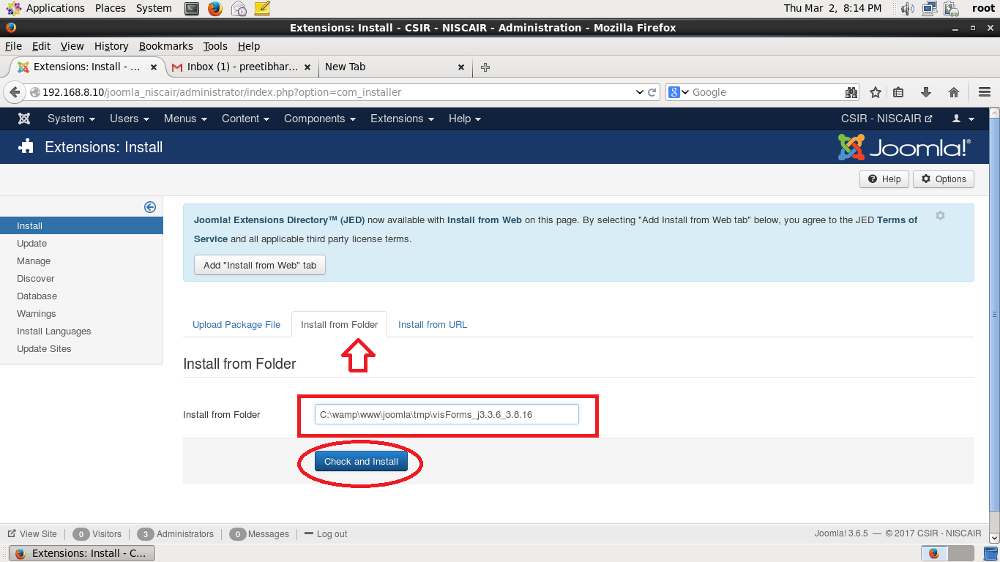 Applications Places System Thu Mar 2, 8:14 PM root
Extensions: Install - CSIR - NISCAIR - Administration - Mozilla Firefox
File Edit View History Bookmarks Tools Help
Extensions: Install - ... Inbox (1) - preetibhar... New Tab
192.168.8.10/joomla_niscair/administrator/index.php?option=com_installer Google
System Users Menus Content Components Extensions Help CSIR - NISCAIR
Extensions: Install Joomla!®
Help Options
Joomla! Extensions Directory™ (JED) now available with Install from Web on this page. By selecting "Add Install from Web tab" below, you agree to the JED Terms of
Service and all applicable third party license terms.
Add "Install from Web" tab
Install
Update
Manage
Discover
Database
Warnings
Install Languages
Update Sites
Upload Package File Install from Folder Install from URL
Install from Folder
Install from Folder C:\wamp\www\joomla\tmp\visForms_j3.3.6_3.8.16
Check and Install
View Site 0 Visitors 3 Administrators 0 Messages Log out Joomla! 3.6.5 — © 2017 CSIR - NISCAIR
Extensions: Install - C...